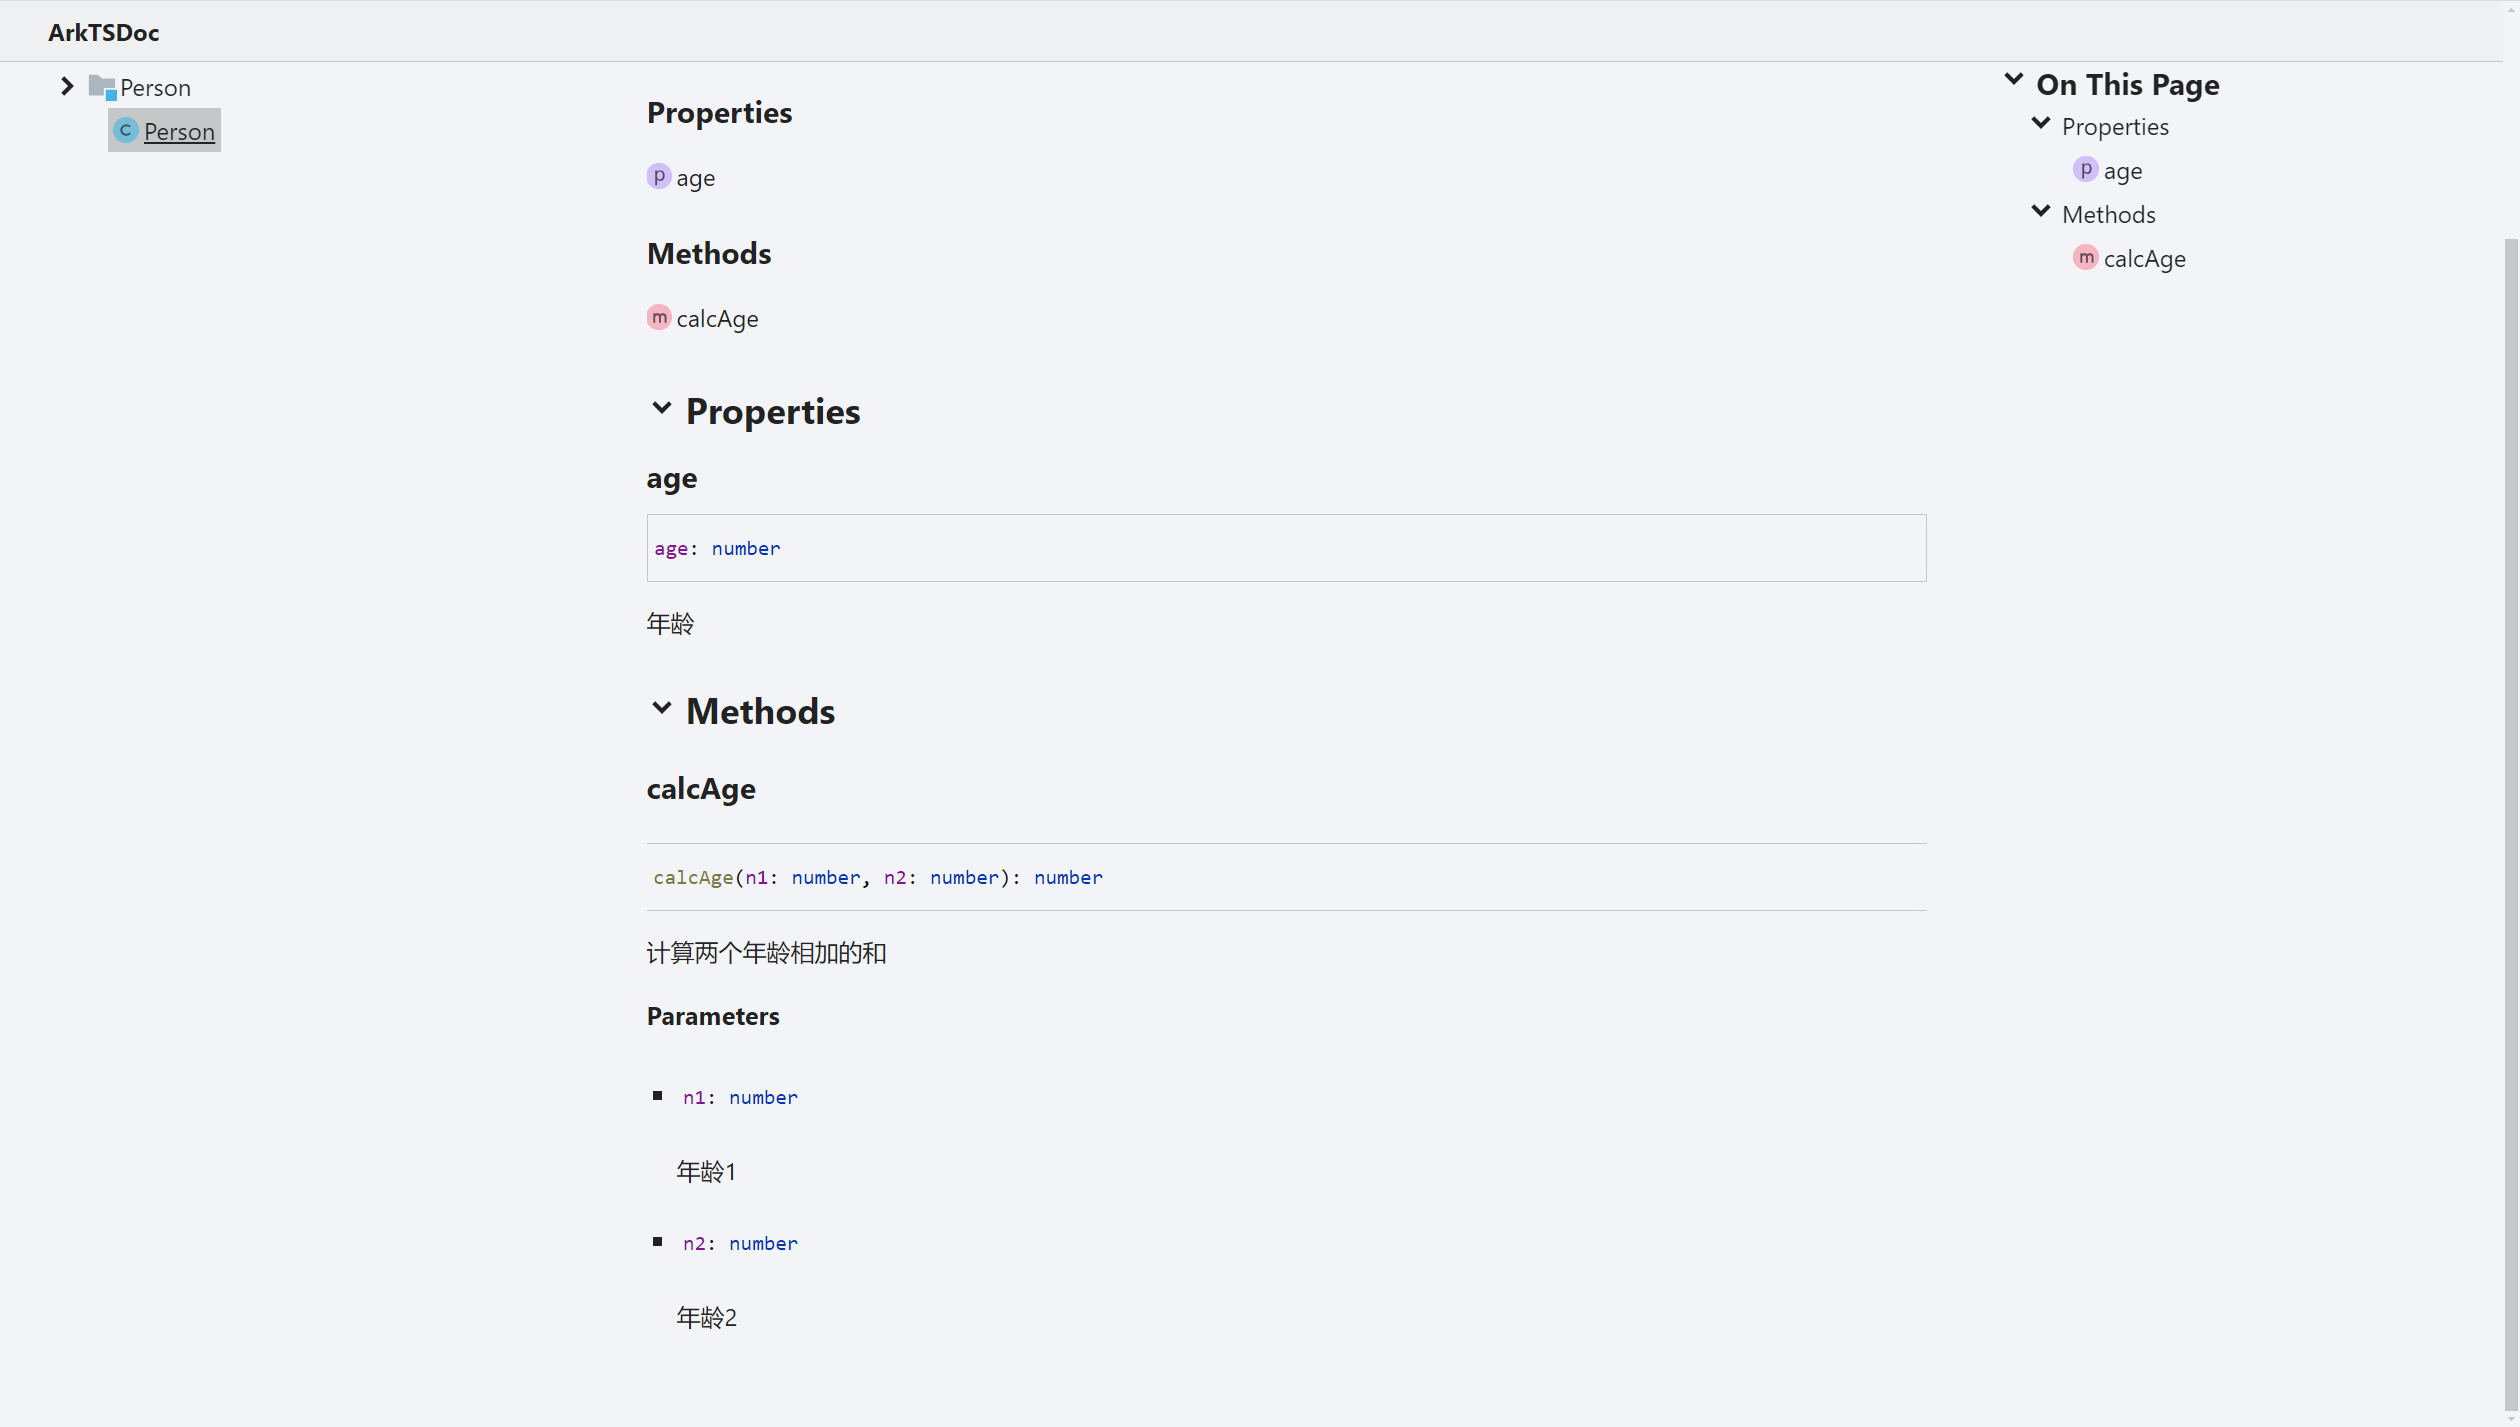 ArkTSDoc
Person
C Person
Properties
p age
Methods
m calcAge
Properties
age
age: number
年龄
Methods
calcAge
calcAge(n1: number, n2: number): number
计算两个年龄相加的和
Parameters
n1: number
年龄1
n2: number
年龄2
On This Page
Properties
p age
Methods
m calcAge